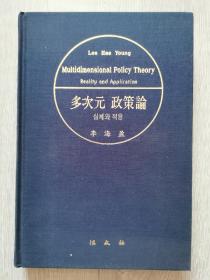 Lee Hae Young
Multidimensional Policy Theory
Reality and Application
多次元 政策論
실제와 적용
李海盈
法文社